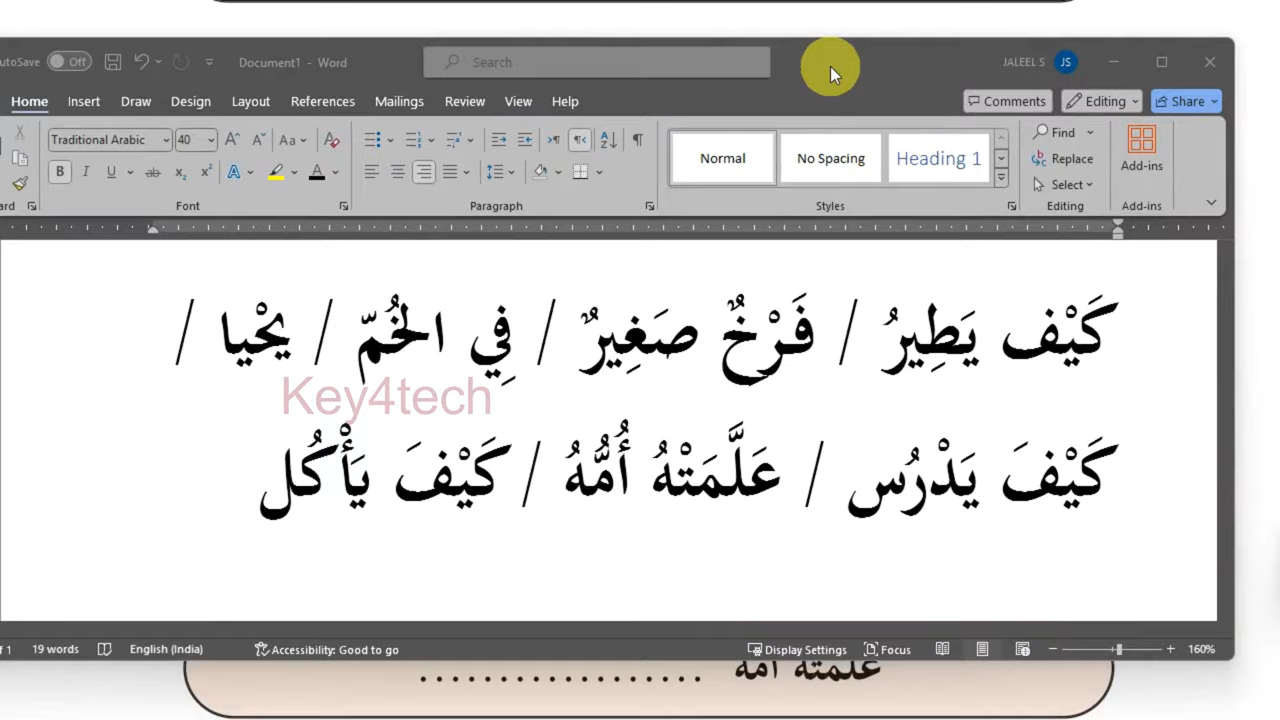 AutoSave Off Document1 - Word Search JALEEL S JS
Home Insert Draw Design Layout References Mailings Review View Help Comments Editing Share
Traditional Arabic 40 Aa Normal No Spacing Heading 1 Find Replace Select Add-ins
Font Paragraph Styles Editing Add-ins
كَيْف يَطِيرُ / فَرْخٌ صَغِيرٌ / فِي الخُمّ / يحْيا /
Key4tech
كَيْفَ يَدْرُس / عَلَّمَتْهُ أُمُّهُ / كَيْفَ يَأْكُل
19 words English (India) Accessibility: Good to go Display Settings Focus 160%
علمته امه ..................